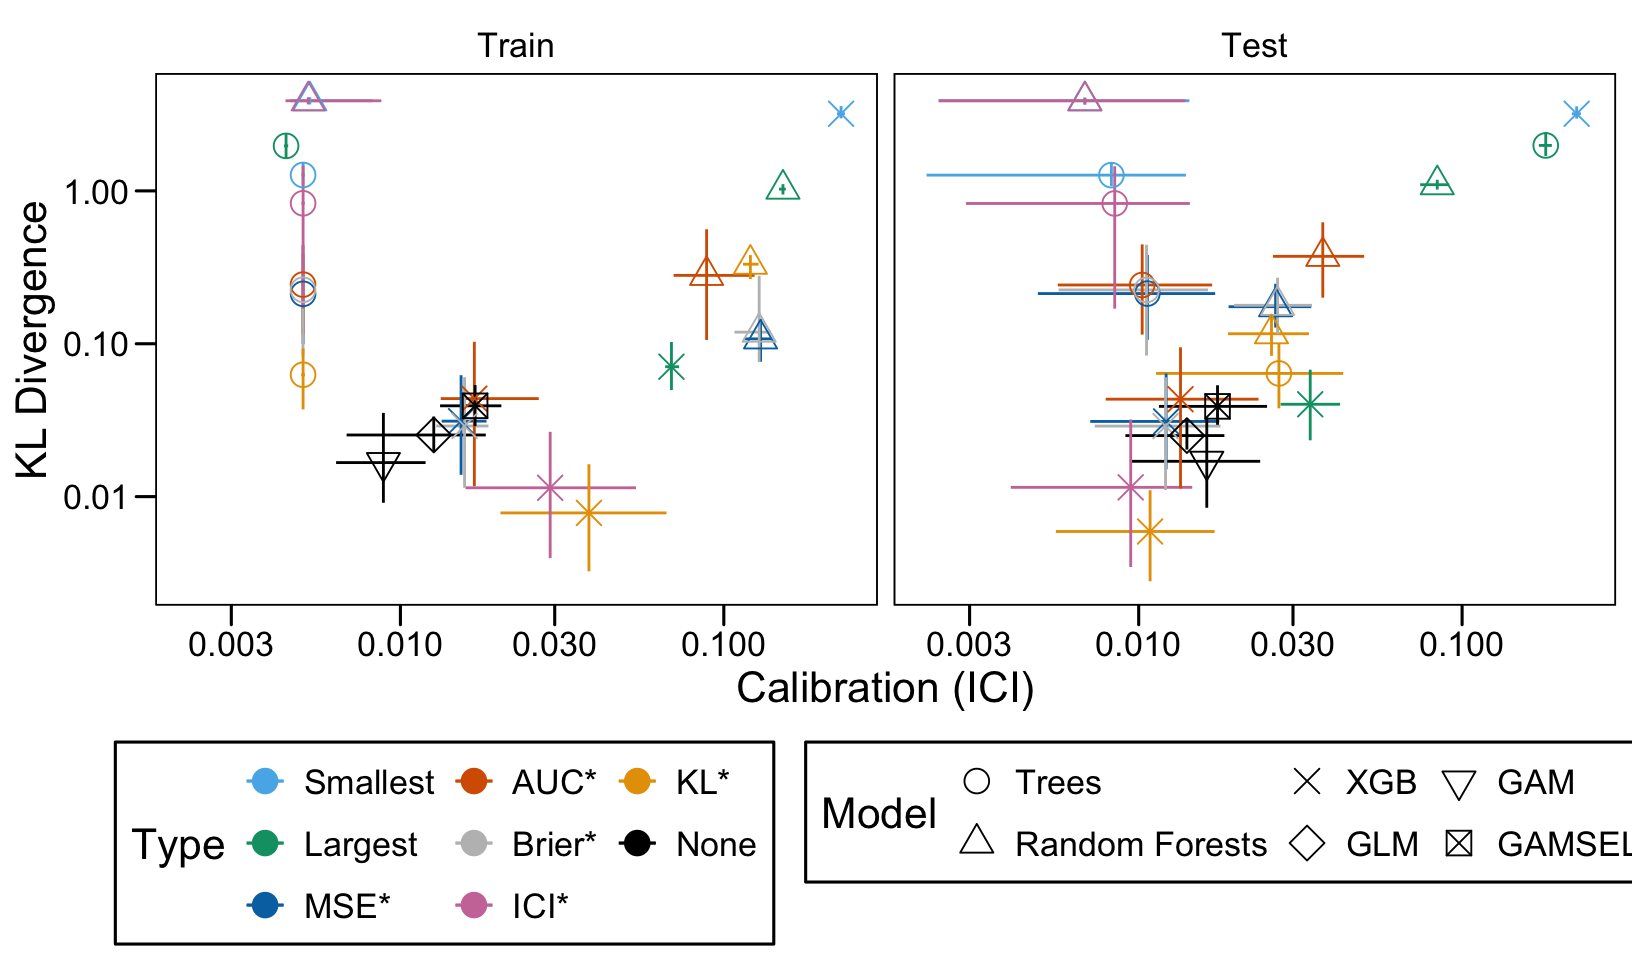 Train
Test
KL Divergence
1.00
0.10
0.01
0.003 0.010 0.030 0.100
0.003 0.010 0.030 0.100
Calibration (ICI)
Type
Smallest
Largest
MSE*
AUC*
Brier*
ICI*
KL*
None
Model
Trees
Random Forests
XGB
GLM
GAM
GAMSEL